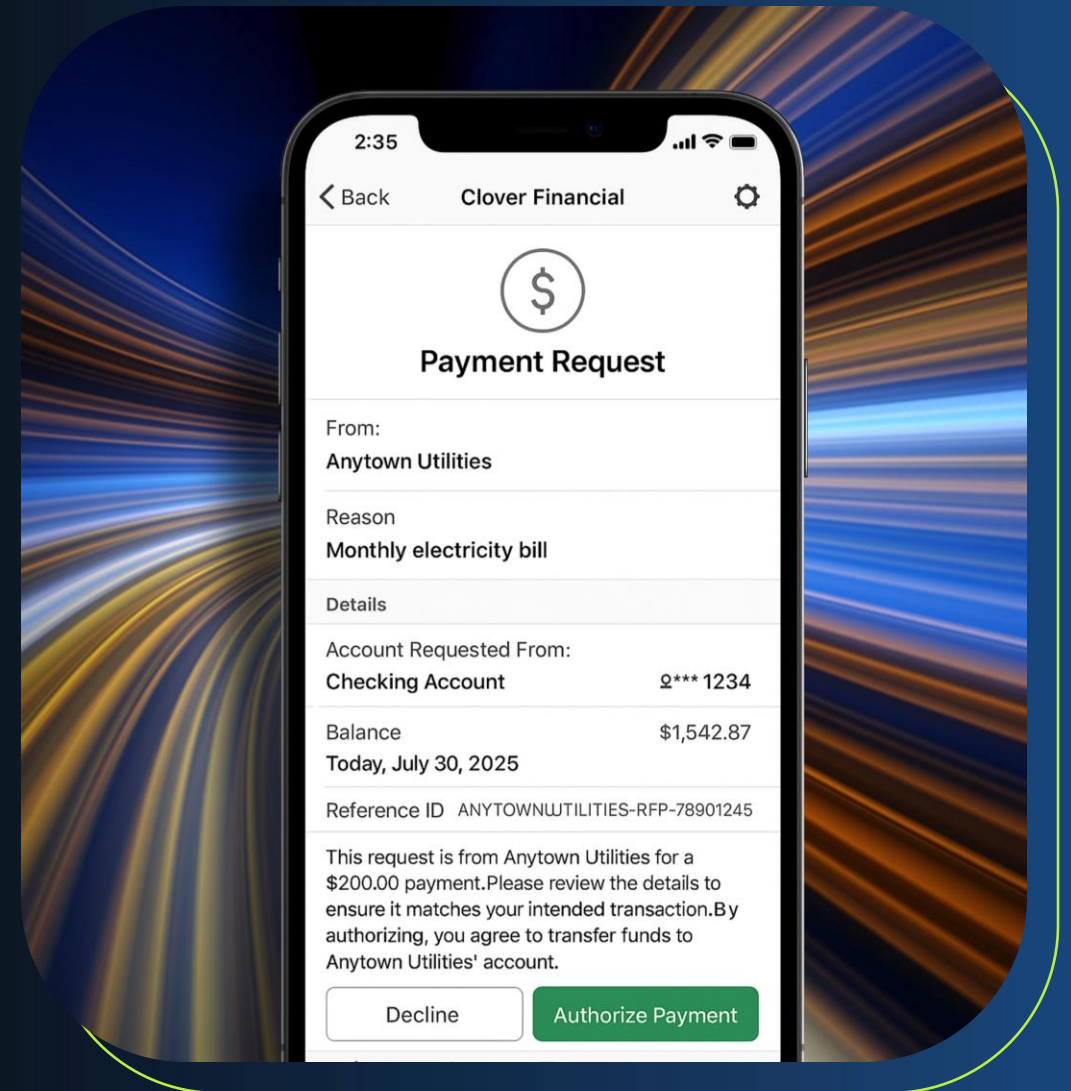 2:35
Back Clover Financial
$
Payment Request
From:
Anytown Utilities
Reason
Monthly electricity bill
Details
Account Requested From:
Checking Account *** 1234
Balance $1,542.87
Today, July 30, 2025
Reference ID ANYTOWNUTILITIES-RFP-78901245
This request is from Anytown Utilities for a
$200.00 payment.Please review the details to
ensure it matches your intended transaction.By
authorizing, you agree to transfer funds to
Anytown Utilities' account.
Decline Authorize Payment